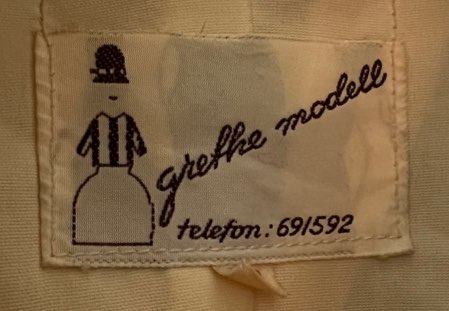 grethe modell
telefon: 691592